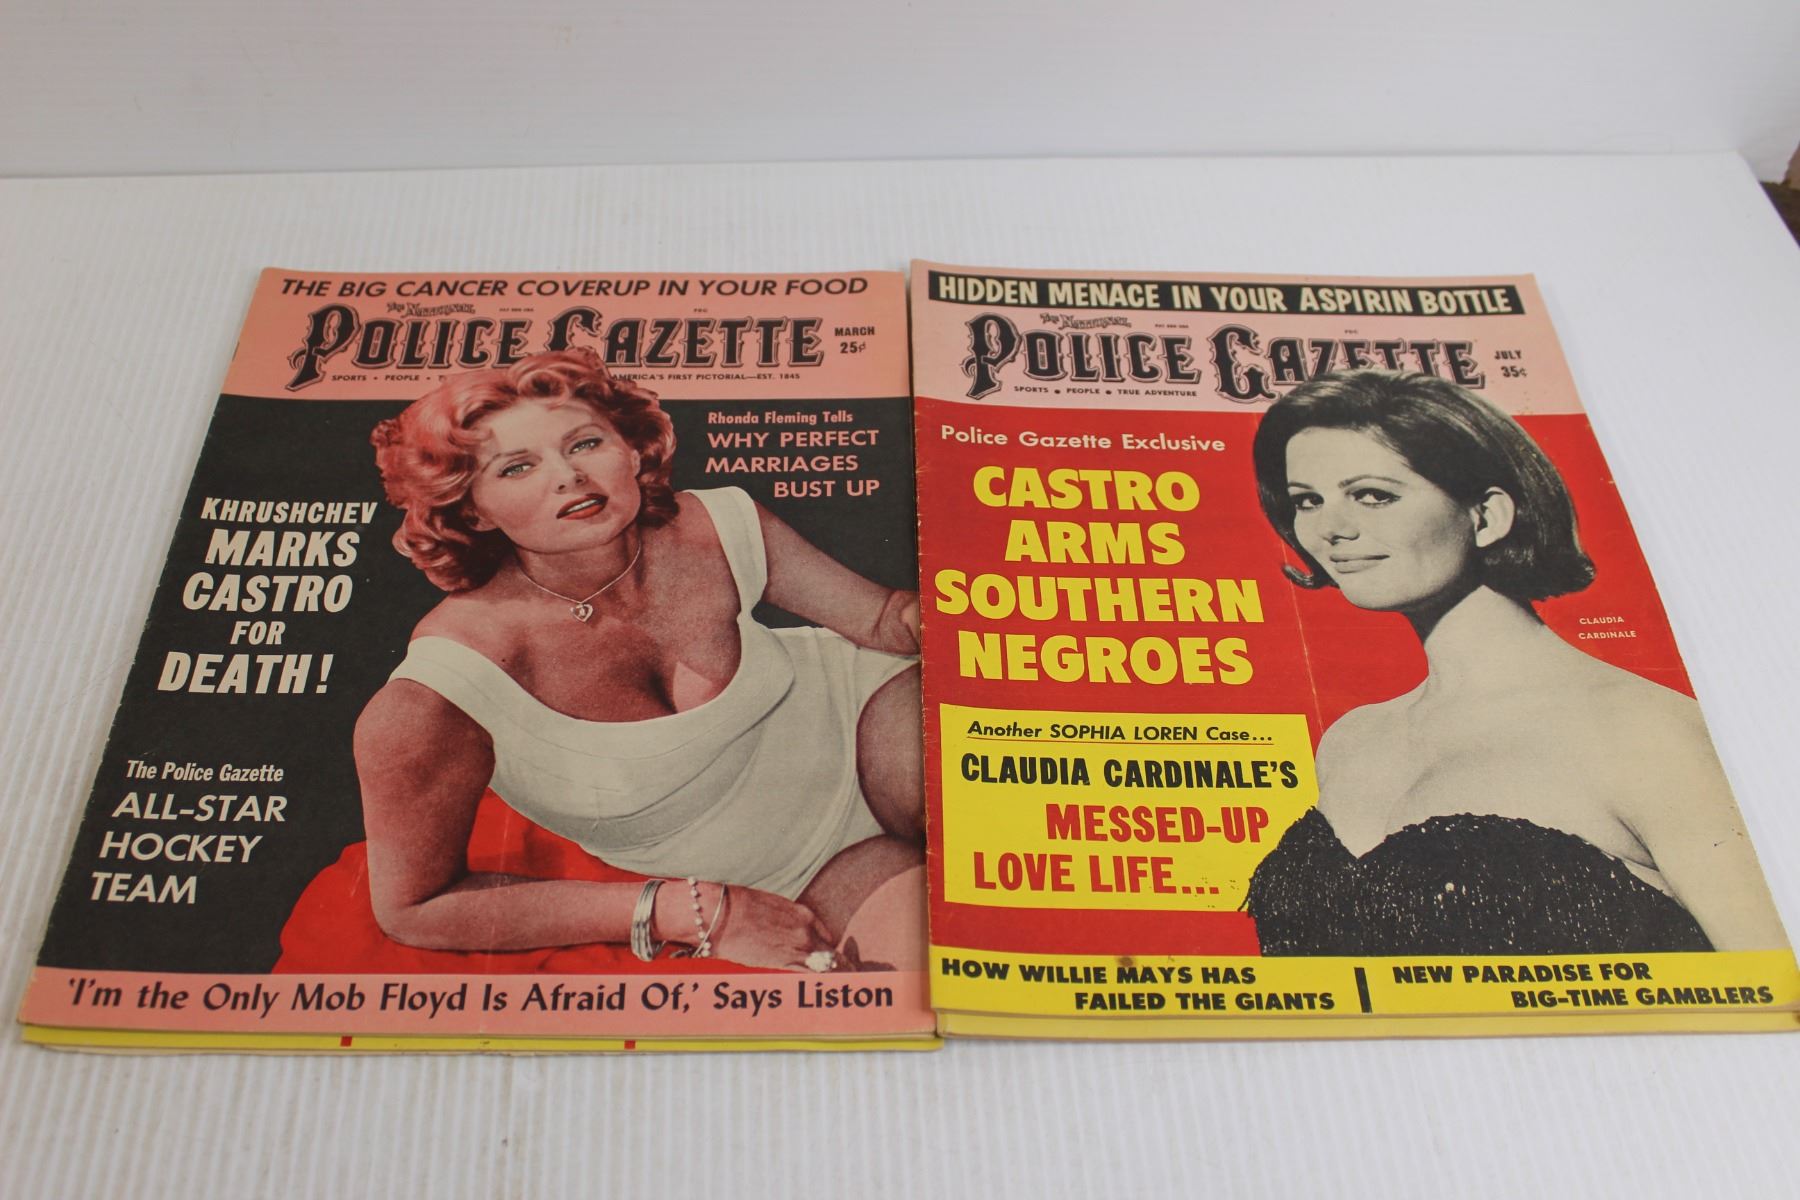 THE BIG CANCER COVERUP IN YOUR FOOD
The NATIONAL
POLICE GAZETTE
MARCH
25¢
SPORTS • PEOPLE •
AMERICA'S FIRST PICTORIAL—EST. 1845
Rhonda Fleming Tells
WHY PERFECT
MARRIAGES
BUST UP
KHRUSHCHEV
MARKS
CASTRO
FOR
DEATH!
The Police Gazette
ALL-STAR
HOCKEY
TEAM
'I'm the Only Mob Floyd Is Afraid Of,' Says Liston
HIDDEN MENACE IN YOUR ASPIRIN BOTTLE
The NATIONAL
POLICE GAZETTE
JULY
35¢
SPORTS • PEOPLE • TRUE ADVENTURE
Police Gazette Exclusive
CASTRO
ARMS
SOUTHERN
NEGROES
CLAUDIA
CARDINALE
Another SOPHIA LOREN Case...
CLAUDIA CARDINALE'S
MESSED-UP
LOVE LIFE...
HOW WILLIE MAYS HAS
FAILED THE GIANTS
NEW PARADISE FOR
BIG-TIME GAMBLERS